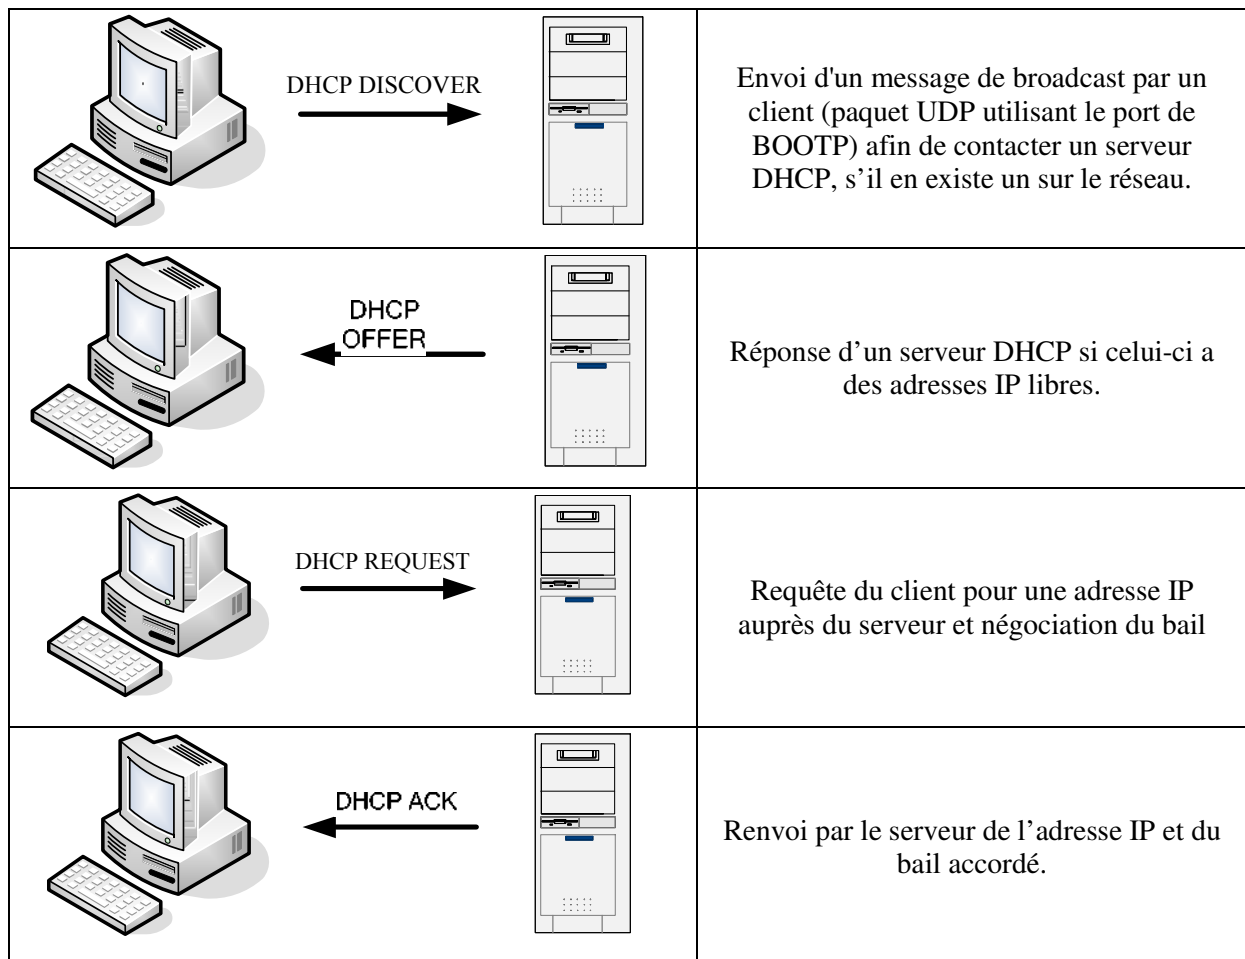 DHCP DISCOVER
Envoi d'un message de broadcast par un
client (paquet UDP utilisant le port de
BOOTP) afin de contacter un serveur
DHCP, s’il en existe un sur le réseau.
DHCP
OFFER
Réponse d’un serveur DHCP si celui-ci a
des adresses IP libres.
DHCP REQUEST
Requête du client pour une adresse IP
auprès du serveur et négociation du bail
DHCP ACK
Renvoi par le serveur de l’adresse IP et du
bail accordé.